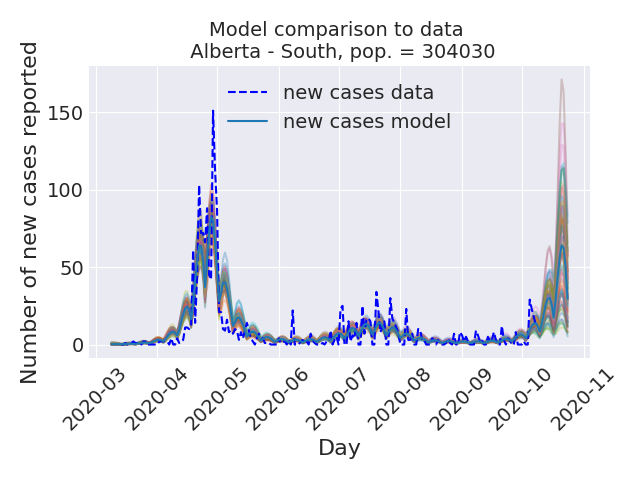 Model comparison to data
Alberta - South, pop. = 304030
new cases data
new cases model
Number of new cases reported
150
100
50
0
2020-03
2020-04
2020-05
2020-06
2020-07
2020-08
2020-09
2020-10
2020-11
Day